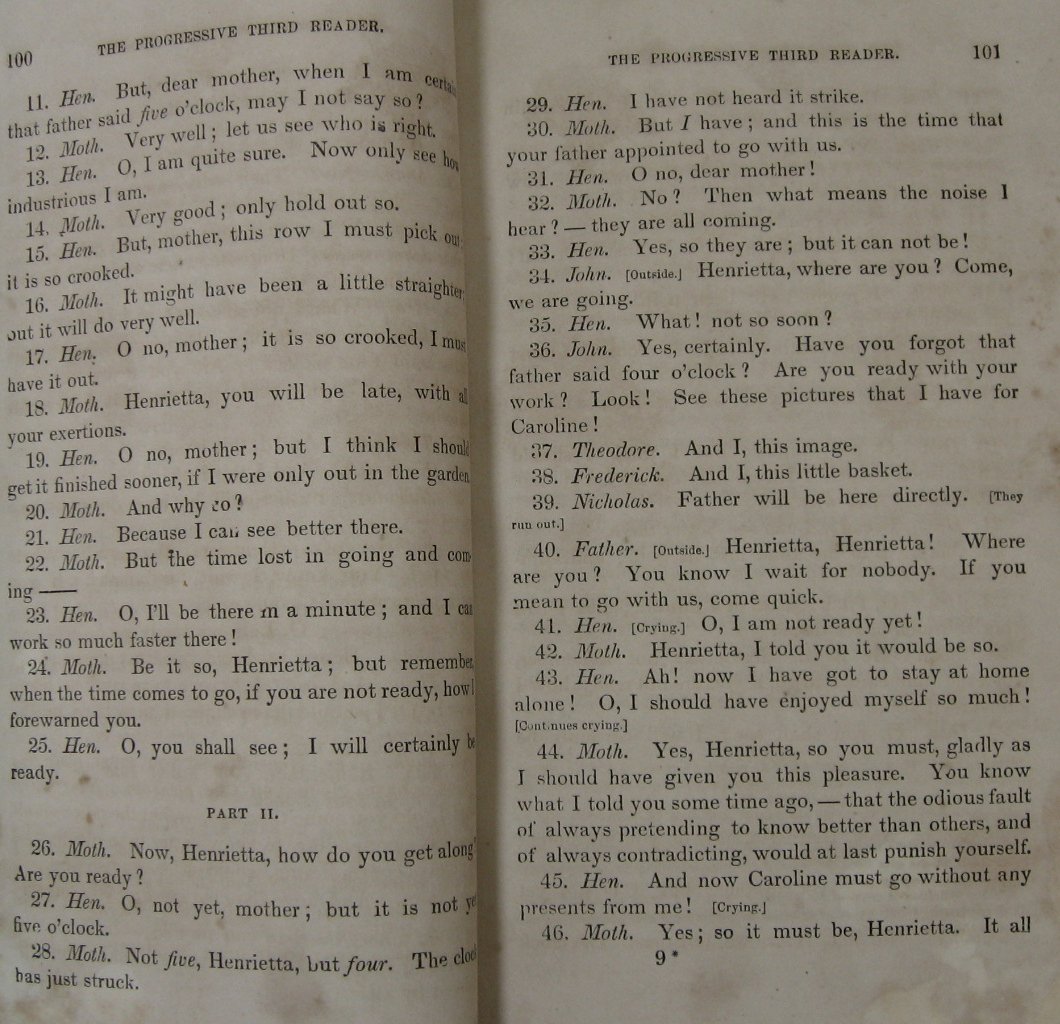 100 THE PROGRESSIVE THIRD READER.
11. Hen. But, dear mother, when I am
that father said five o'clock, may I not say so?
12. Moth. Very well; let us see who is right.
13. Hen. O, I am quite sure. Now only see how
industrious I am.
14. Moth. Very good; only hold out so.
15. Hen. But, mother, this row I must pick out
it is so crooked.
16. Moth. It might have been a little straighter
but it will do very well.
17. Hen. O no, mother; it is so crooked, I must
have it out.
18. Moth. Henrietta, you will be late, with all
your exertions.
19. Hen. O no, mother; but I think I should
get it finished sooner, if I were only out in the garden
20. Moth. And why so?
21. Hen. Because I can see better there.
22. Moth. But the time lost in going and com-
ing ——
23. Hen. O, I'll be there in a minute; and I can
work so much faster there!
24. Moth. Be it so, Henrietta; but remember,
when the time comes to go, if you are not ready, how I
forewarned you.
25. Hen. O, you shall see; I will certainly be
ready.
PART II.
26. Moth. Now, Henrietta, how do you get along?
Are you ready?
27. Hen. O, not yet, mother; but it is not yet
five o'clock.
28. Moth. Not five, Henrietta, but four. The clock
has just struck.
THE PROGRESSIVE THIRD READER. 101
29. Hen. I have not heard it strike.
30. Moth. But I have; and this is the time that
your father appointed to go with us.
31. Hen. O no, dear mother!
32. Moth. No? Then what means the noise I
hear? — they are all coming.
33. Hen. Yes, so they are; but it can not be!
34. John. [Outside.] Henrietta, where are you? Come,
we are going.
35. Hen. What! not so soon?
36. John. Yes, certainly. Have you forgot that
father said four o'clock? Are you ready with your
work? Look! See these pictures that I have for
Caroline!
37. Theodore. And I, this image.
38. Frederick. And I, this little basket.
39. Nicholas. Father will be here directly. [They
run out.]
40. Father. [Outside.] Henrietta, Henrietta! Where
are you? You know I wait for nobody. If you
mean to go with us, come quick.
41. Hen. [Crying.] O, I am not ready yet!
42. Moth. Henrietta, I told you it would be so.
43. Hen. Ah! now I have got to stay at home
alone! O, I should have enjoyed myself so much!
[Continues crying.]
44. Moth. Yes, Henrietta, so you must, gladly as
I should have given you this pleasure. You know
what I told you some time ago, — that the odious fault
of always pretending to know better than others, and
of always contradicting, would at last punish yourself.
45. Hen. And now Caroline must go without any
presents from me! [Crying.]
46. Moth. Yes; so it must be, Henrietta. It all
9*